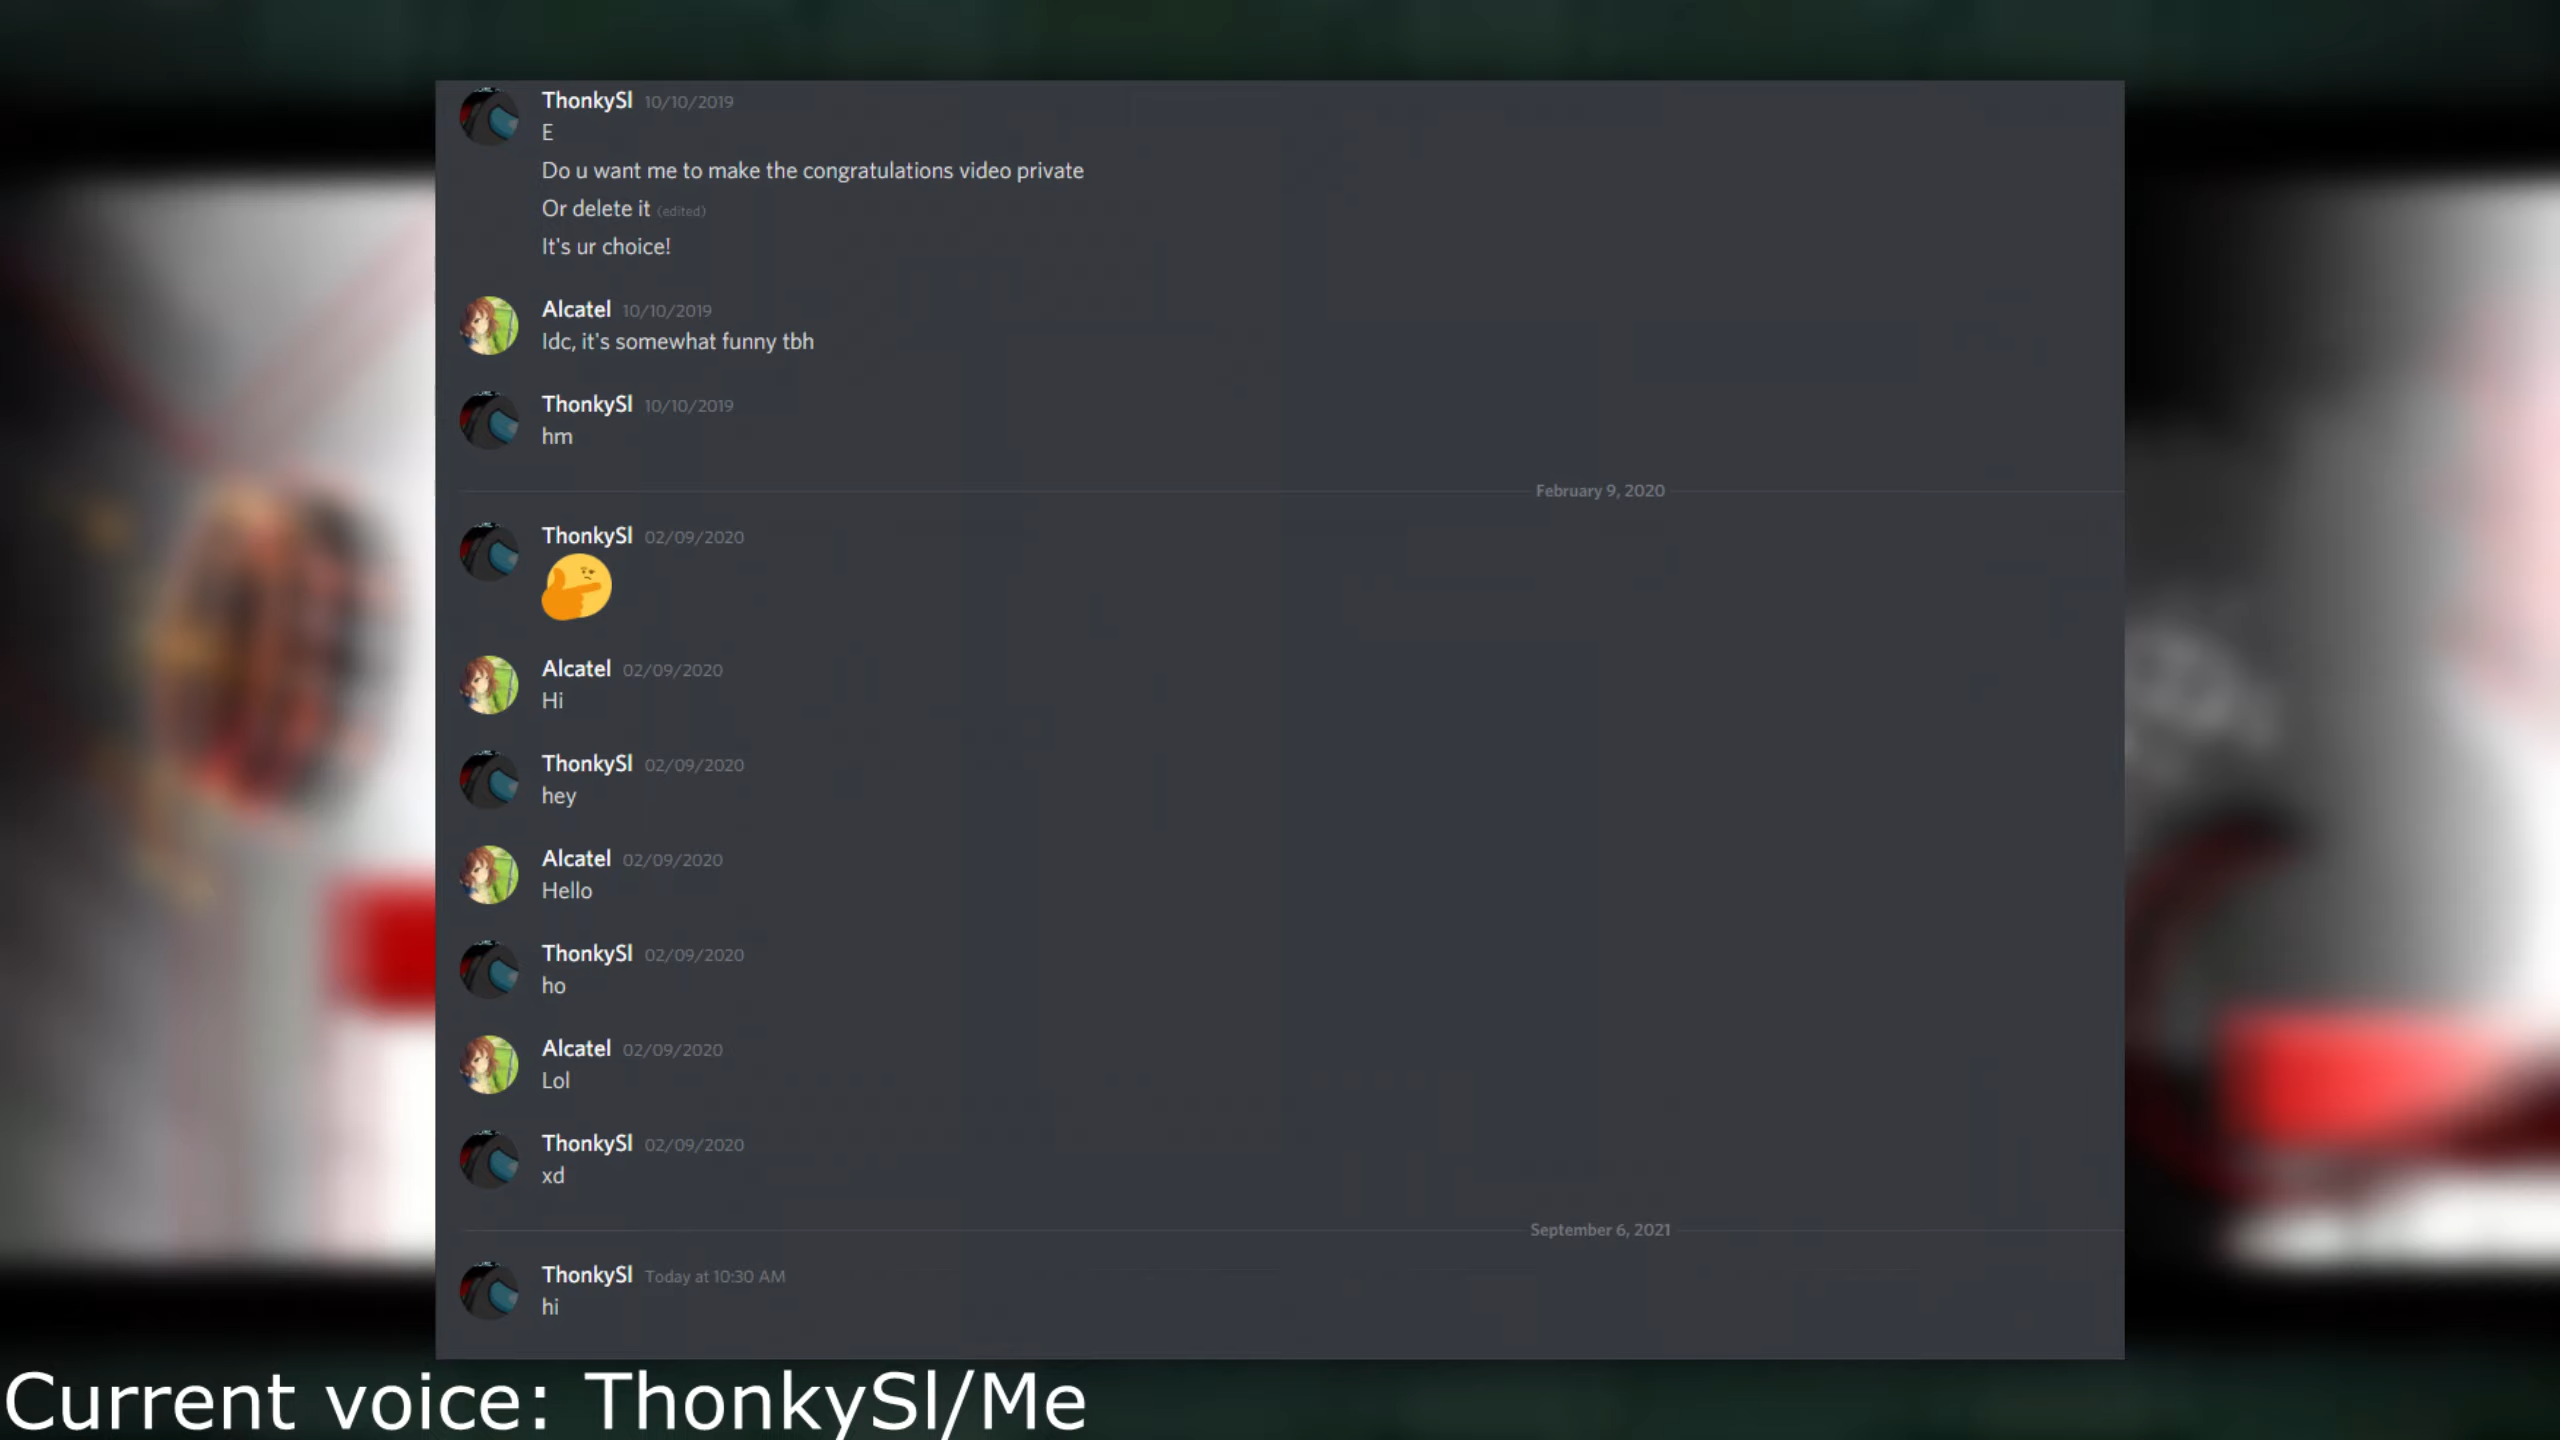 ThonkySl 10/10/2019
E
Do u want me to make the congratulations video private
Or delete it (edited)
It's ur choice!
Alcatel 10/10/2019
Idc, it's somewhat funny tbh
ThonkySl 10/10/2019
hm
February 9, 2020
ThonkySl 02/09/2020
Alcatel 02/09/2020
Hi
ThonkySl 02/09/2020
hey
Alcatel 02/09/2020
Hello
ThonkySl 02/09/2020
ho
Alcatel 02/09/2020
Lol
ThonkySl 02/09/2020
xd
September 6, 2021
ThonkySl Today at 10:30 AM
hi
Current voice: ThonkySl/Me